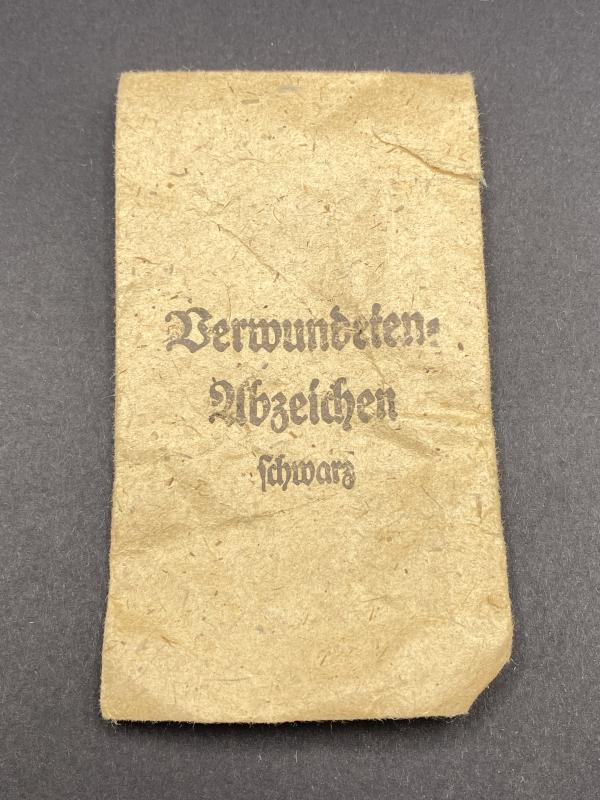 Verwundeten-
Abzeichen
schwarz